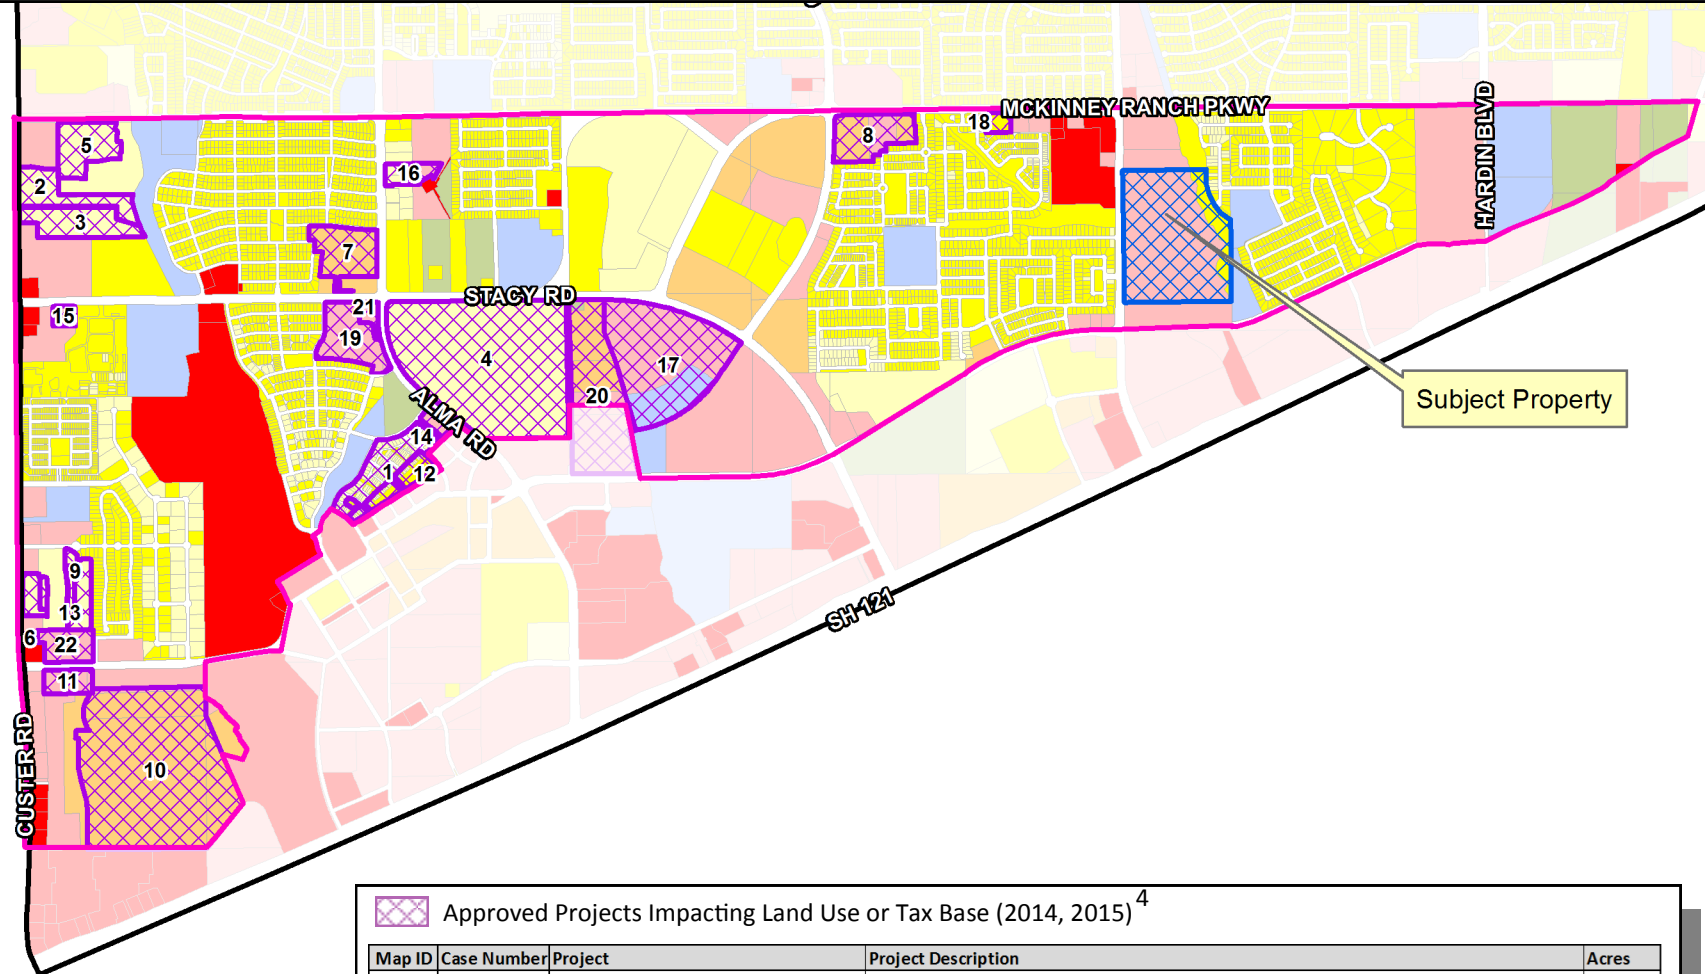 MCKINNEY RANCH PKWY
HARDIN BLVD
5
8
18
16
2
3
7
STACY RD
21
15
19
4
17
20
Subject Property
ALMA RD
14
1
12
9
13
SH 121
6
22
11
CUSTER RD
10
Approved Projects Impacting Land Use or Tax Base (2014, 2015) 4
Map ID Case Number Project Project Description Acres